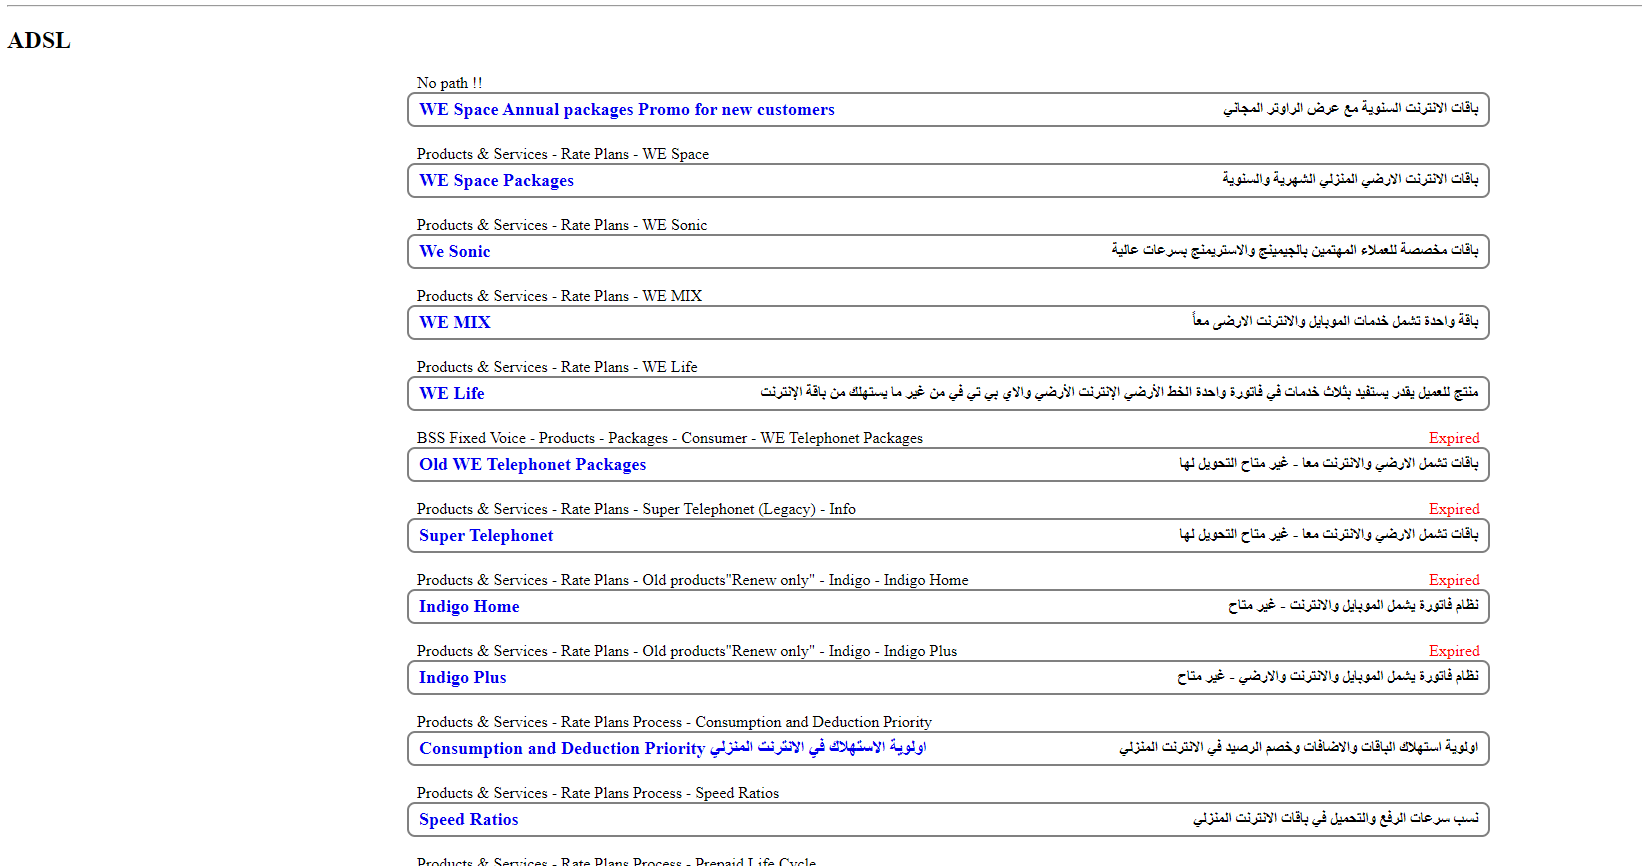 ADSL
No path !!
WE Space Annual packages Promo for new customers باقات الانترنت السنوية مع عرض الراوتر المجاني
Products & Services - Rate Plans - WE Space
WE Space Packages باقات الانترنت الارضي المنزلي الشهرية والسنوية
Products & Services - Rate Plans - WE Sonic
We Sonic باقات مخصصة للعملاء المهتمين بالجيمينج والاستريمنج بسرعات عالية
Products & Services - Rate Plans - WE MIX
WE MIX باقة واحدة تشمل خدمات الموبايل والانترنت الارضى معاً
Products & Services - Rate Plans - WE Life
WE Life منتج للعميل يقدر يستفيد بثلاث خدمات في فاتورة واحدة الخط الأرضي الإنترنت الأرضي والاي بي تي في من غير ما يستهلك من باقة الإنترنت
BSS Fixed Voice - Products - Packages - Consumer - WE Telephonet Packages Expired
Old WE Telephonet Packages باقات تشمل الارضي والانترنت معا - غير متاح التحويل لها
Products & Services - Rate Plans - Super Telephonet (Legacy) - Info Expired
Super Telephonet باقات تشمل الارضي والانترنت معا - غير متاح التحويل لها
Products & Services - Rate Plans - Old products"Renew only" - Indigo - Indigo Home Expired
Indigo Home نظام فاتورة يشمل الموبايل والانترنت - غير متاح
Products & Services - Rate Plans - Old products"Renew only" - Indigo - Indigo Plus Expired
Indigo Plus نظام فاتورة يشمل الموبايل والانترنت والارضي - غير متاح
Products & Services - Rate Plans Process - Consumption and Deduction Priority
Consumption and Deduction Priority اولوية الاستهلاك في الانترنت المنزلي اولوية استهلاك الباقات والاضافات وخصم الرصيد في الانترنت المنزلي
Products & Services - Rate Plans Process - Speed Ratios
Speed Ratios نسب سرعات الرفع والتحميل في باقات الانترنت المنزلي
Products & Services - Rate Plans Process - Prepaid Life Cycle